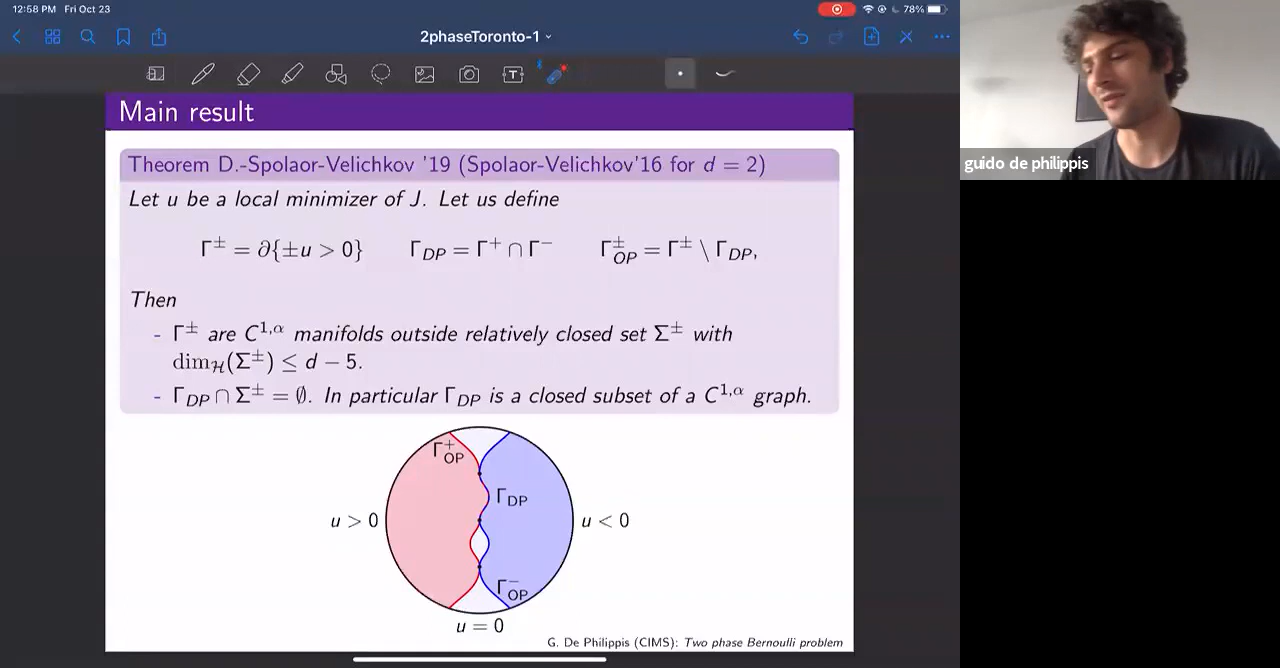 12:58 PM Fri Oct 23
78%
2phaseToronto-1
Main result
Theorem D.-Spolaor-Velichkov '19 (Spolaor-Velichkov'16 for d = 2)
Let u be a local minimizer of J. Let us define
Γ± = ∂{±u > 0} Γ_DP = Γ⁺ ∩ Γ⁻ Γ±_OP = Γ± \ Γ_DP,
Then
- Γ± are C^{1,α} manifolds outside relatively closed set Σ± with
dim_ℋ(Σ±) ≤ d − 5.
- Γ_DP ∩ Σ± = ∅. In particular Γ_DP is a closed subset of a C^{1,α} graph.
Γ⁺_OP
Γ_DP
u > 0
u < 0
Γ⁻_OP
u = 0
G. De Philippis (CIMS): Two phase Bernoulli problem
guido de philippis